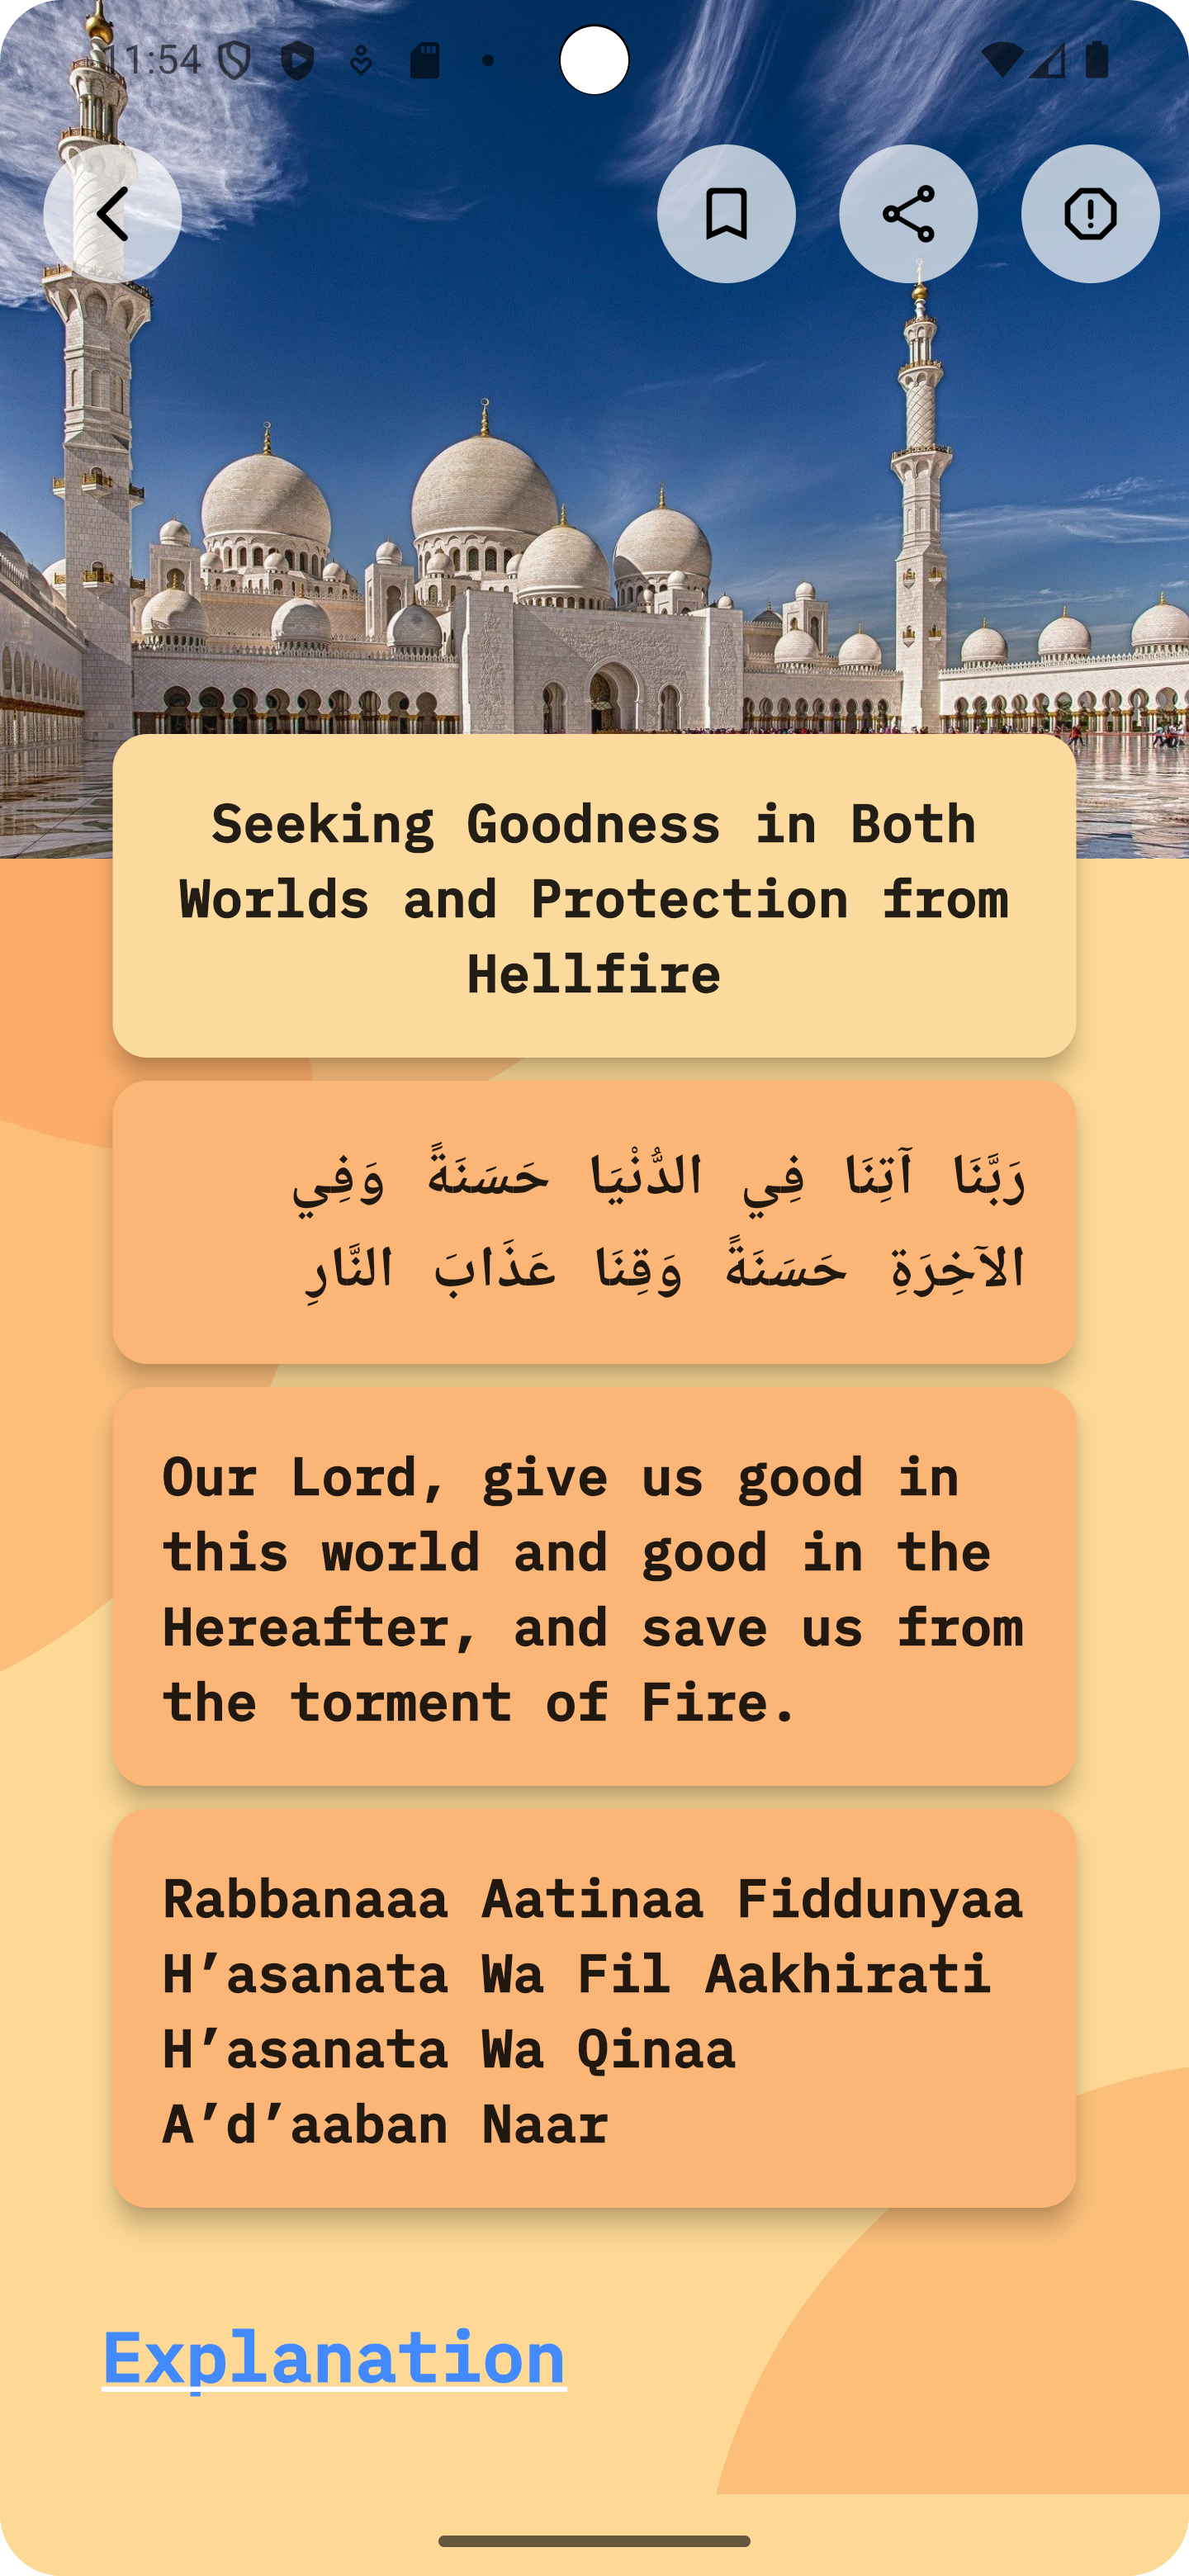 11:54
Seeking Goodness in Both
Worlds and Protection from
Hellfire
رَبَّنَا آتِنَا فِي الدُّنْيَا حَسَنَةً وَفِي
الآخِرَةِ حَسَنَةً وَقِنَا عَذَابَ النَّارِ
Our Lord, give us good in
this world and good in the
Hereafter, and save us from
the torment of Fire.
Rabbanaaa Aatinaa Fiddunyaa
H’asanata Wa Fil Aakhirati
H’asanata Wa Qinaa
A’d’aaban Naar
Explanation